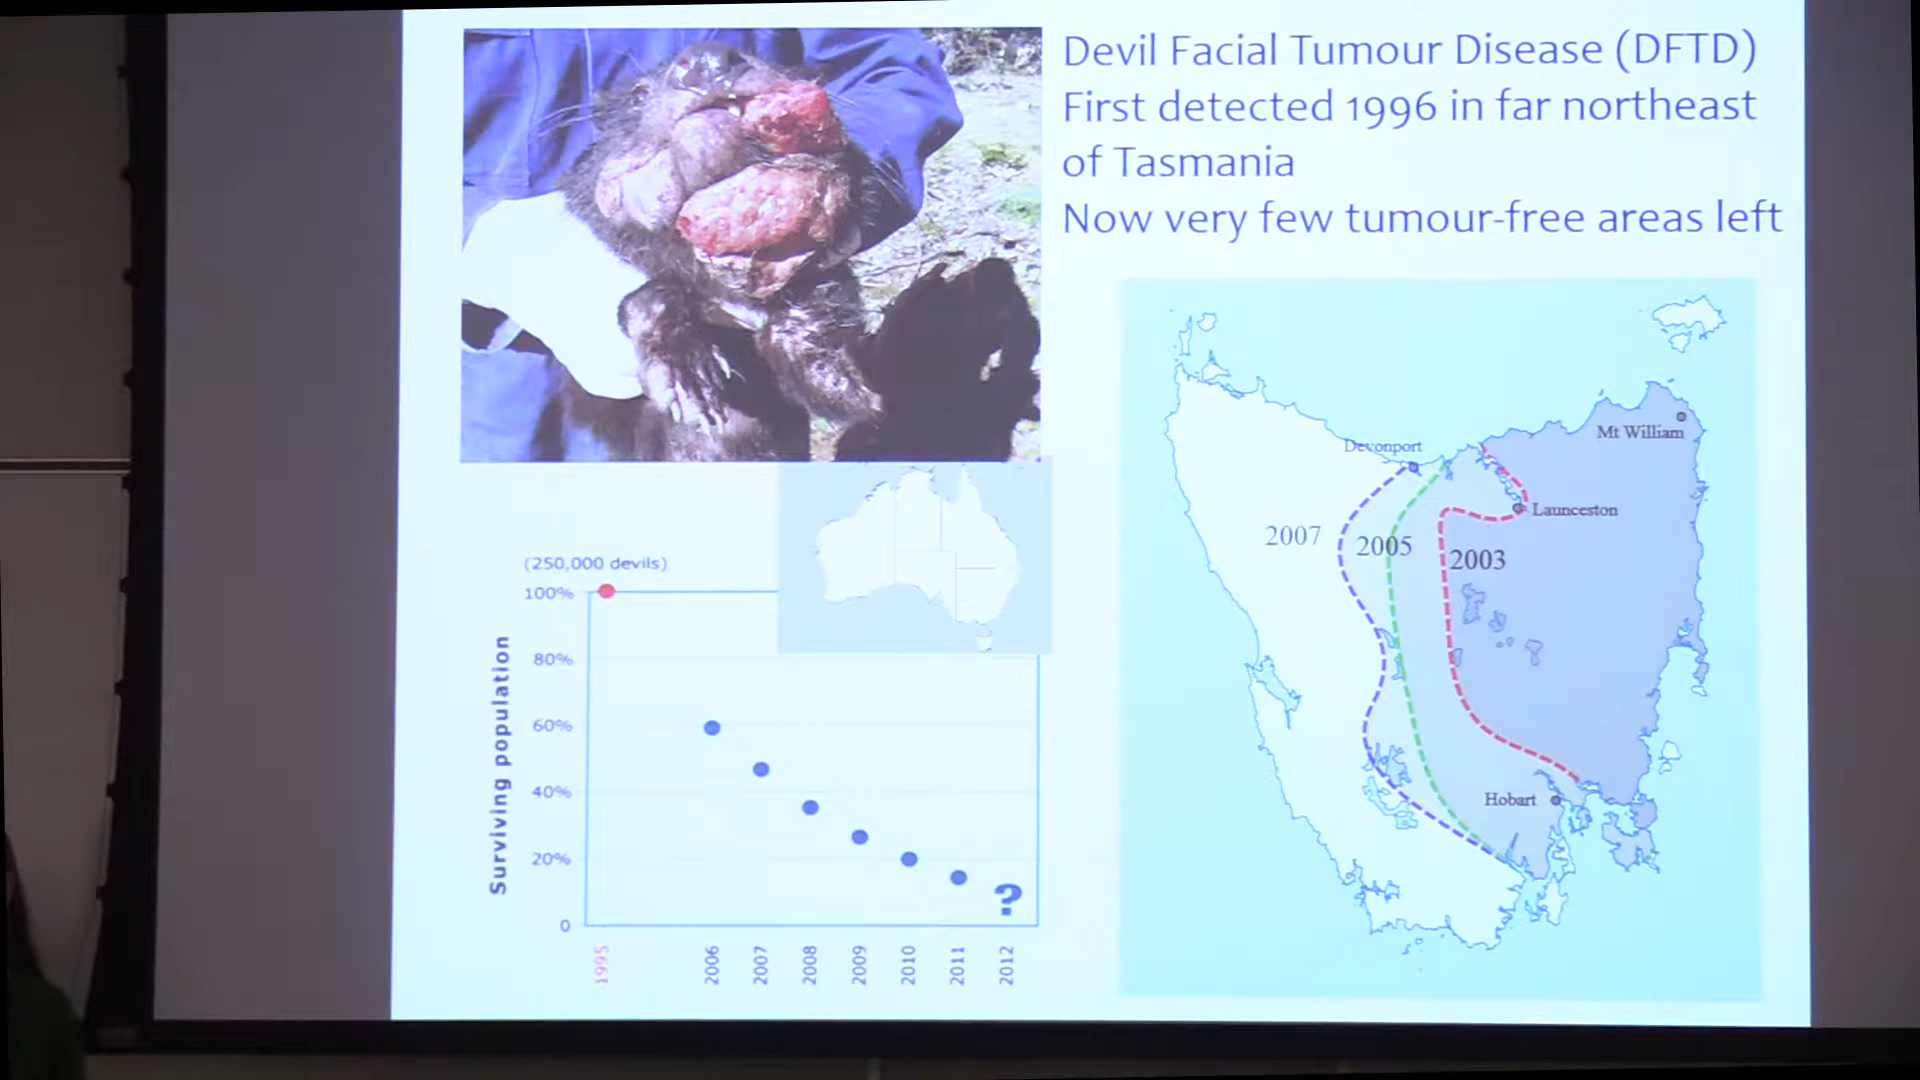 Devil Facial Tumour Disease (DFTD)
First detected 1996 in far northeast
of Tasmania
Now very few tumour-free areas left
(250,000 devils)
100%
80%
60%
40%
20%
0
Surviving population
?
1995
2006
2007
2008
2009
2010
2011
2012
Mt William
Devonport
Launceston
2007
2005
2003
Hobart